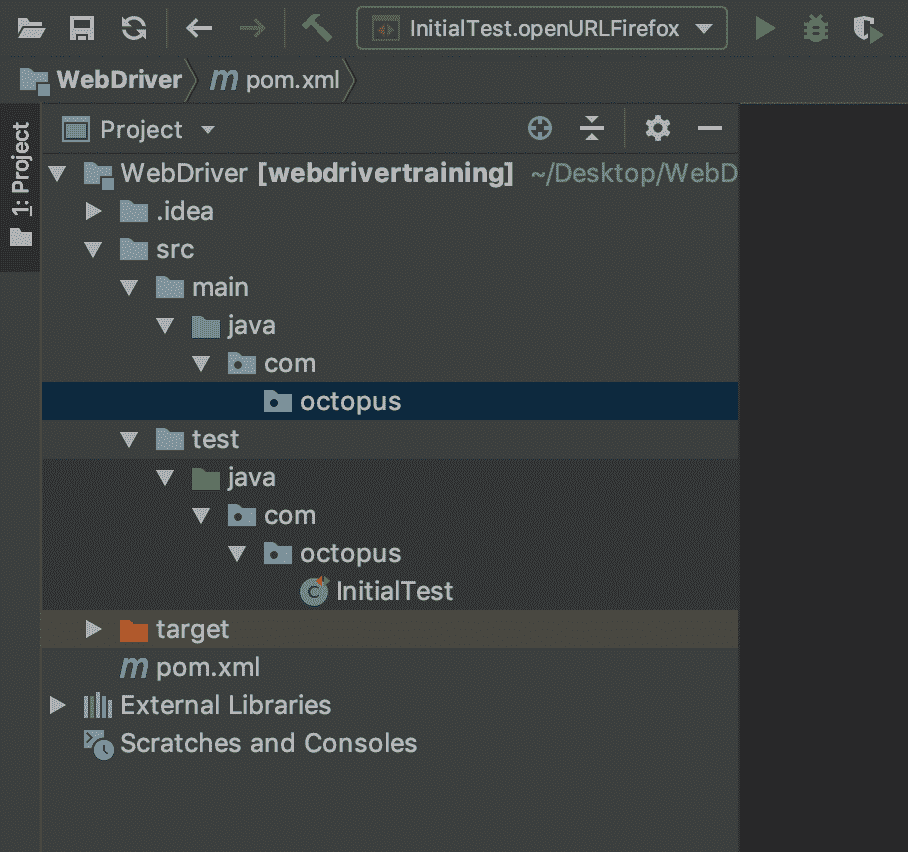 InitialTest.openURLFirefox
WebDriver m pom.xml
Project
1: Project
WebDriver [webdrivertraining] ~/Desktop/WebD
.idea
src
main
java
com
octopus
test
java
com
octopus
C InitialTest
target
m pom.xml
External Libraries
Scratches and Consoles